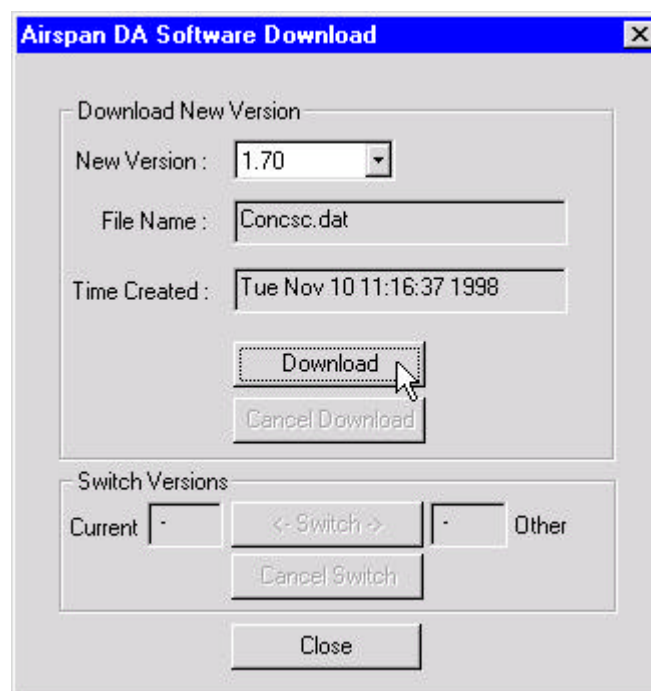 Airspan DA Software Download
Download New Version
New Version : 1.70
File Name : Concsc.dat
Time Created : Tue Nov 10 11:16:37 1998
Download
Cancel Download
Switch Versions
Current - <- Switch -> - Other
Cancel Switch
Close